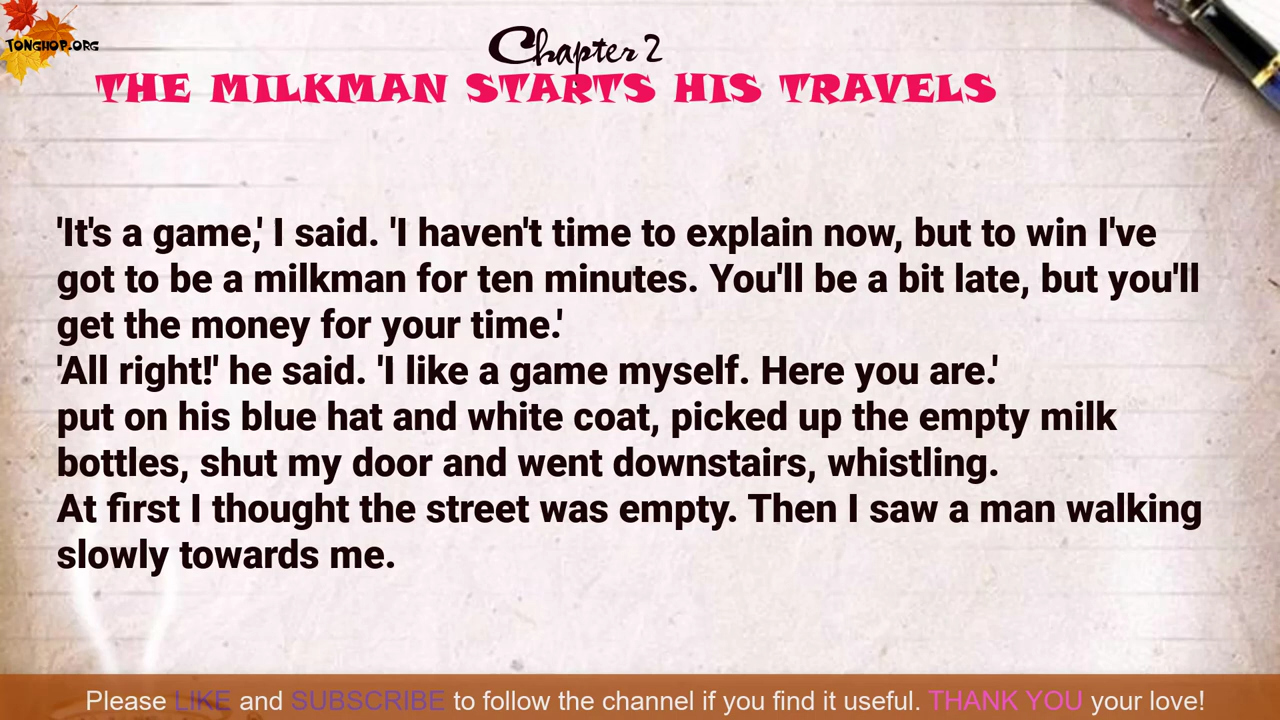 TONGHOP.ORG
Chapter 2
THE MILKMAN STARTS HIS TRAVELS
'It's a game,' I said. 'I haven't time to explain now, but to win I've
got to be a milkman for ten minutes. You'll be a bit late, but you'll
get the money for your time.'
'All right!' he said. 'I like a game myself. Here you are.'
put on his blue hat and white coat, picked up the empty milk
bottles, shut my door and went downstairs, whistling.
At first I thought the street was empty. Then I saw a man walking
slowly towards me.
Please LIKE and SUBSCRIBE to follow the channel if you find it useful. THANK YOU your love!